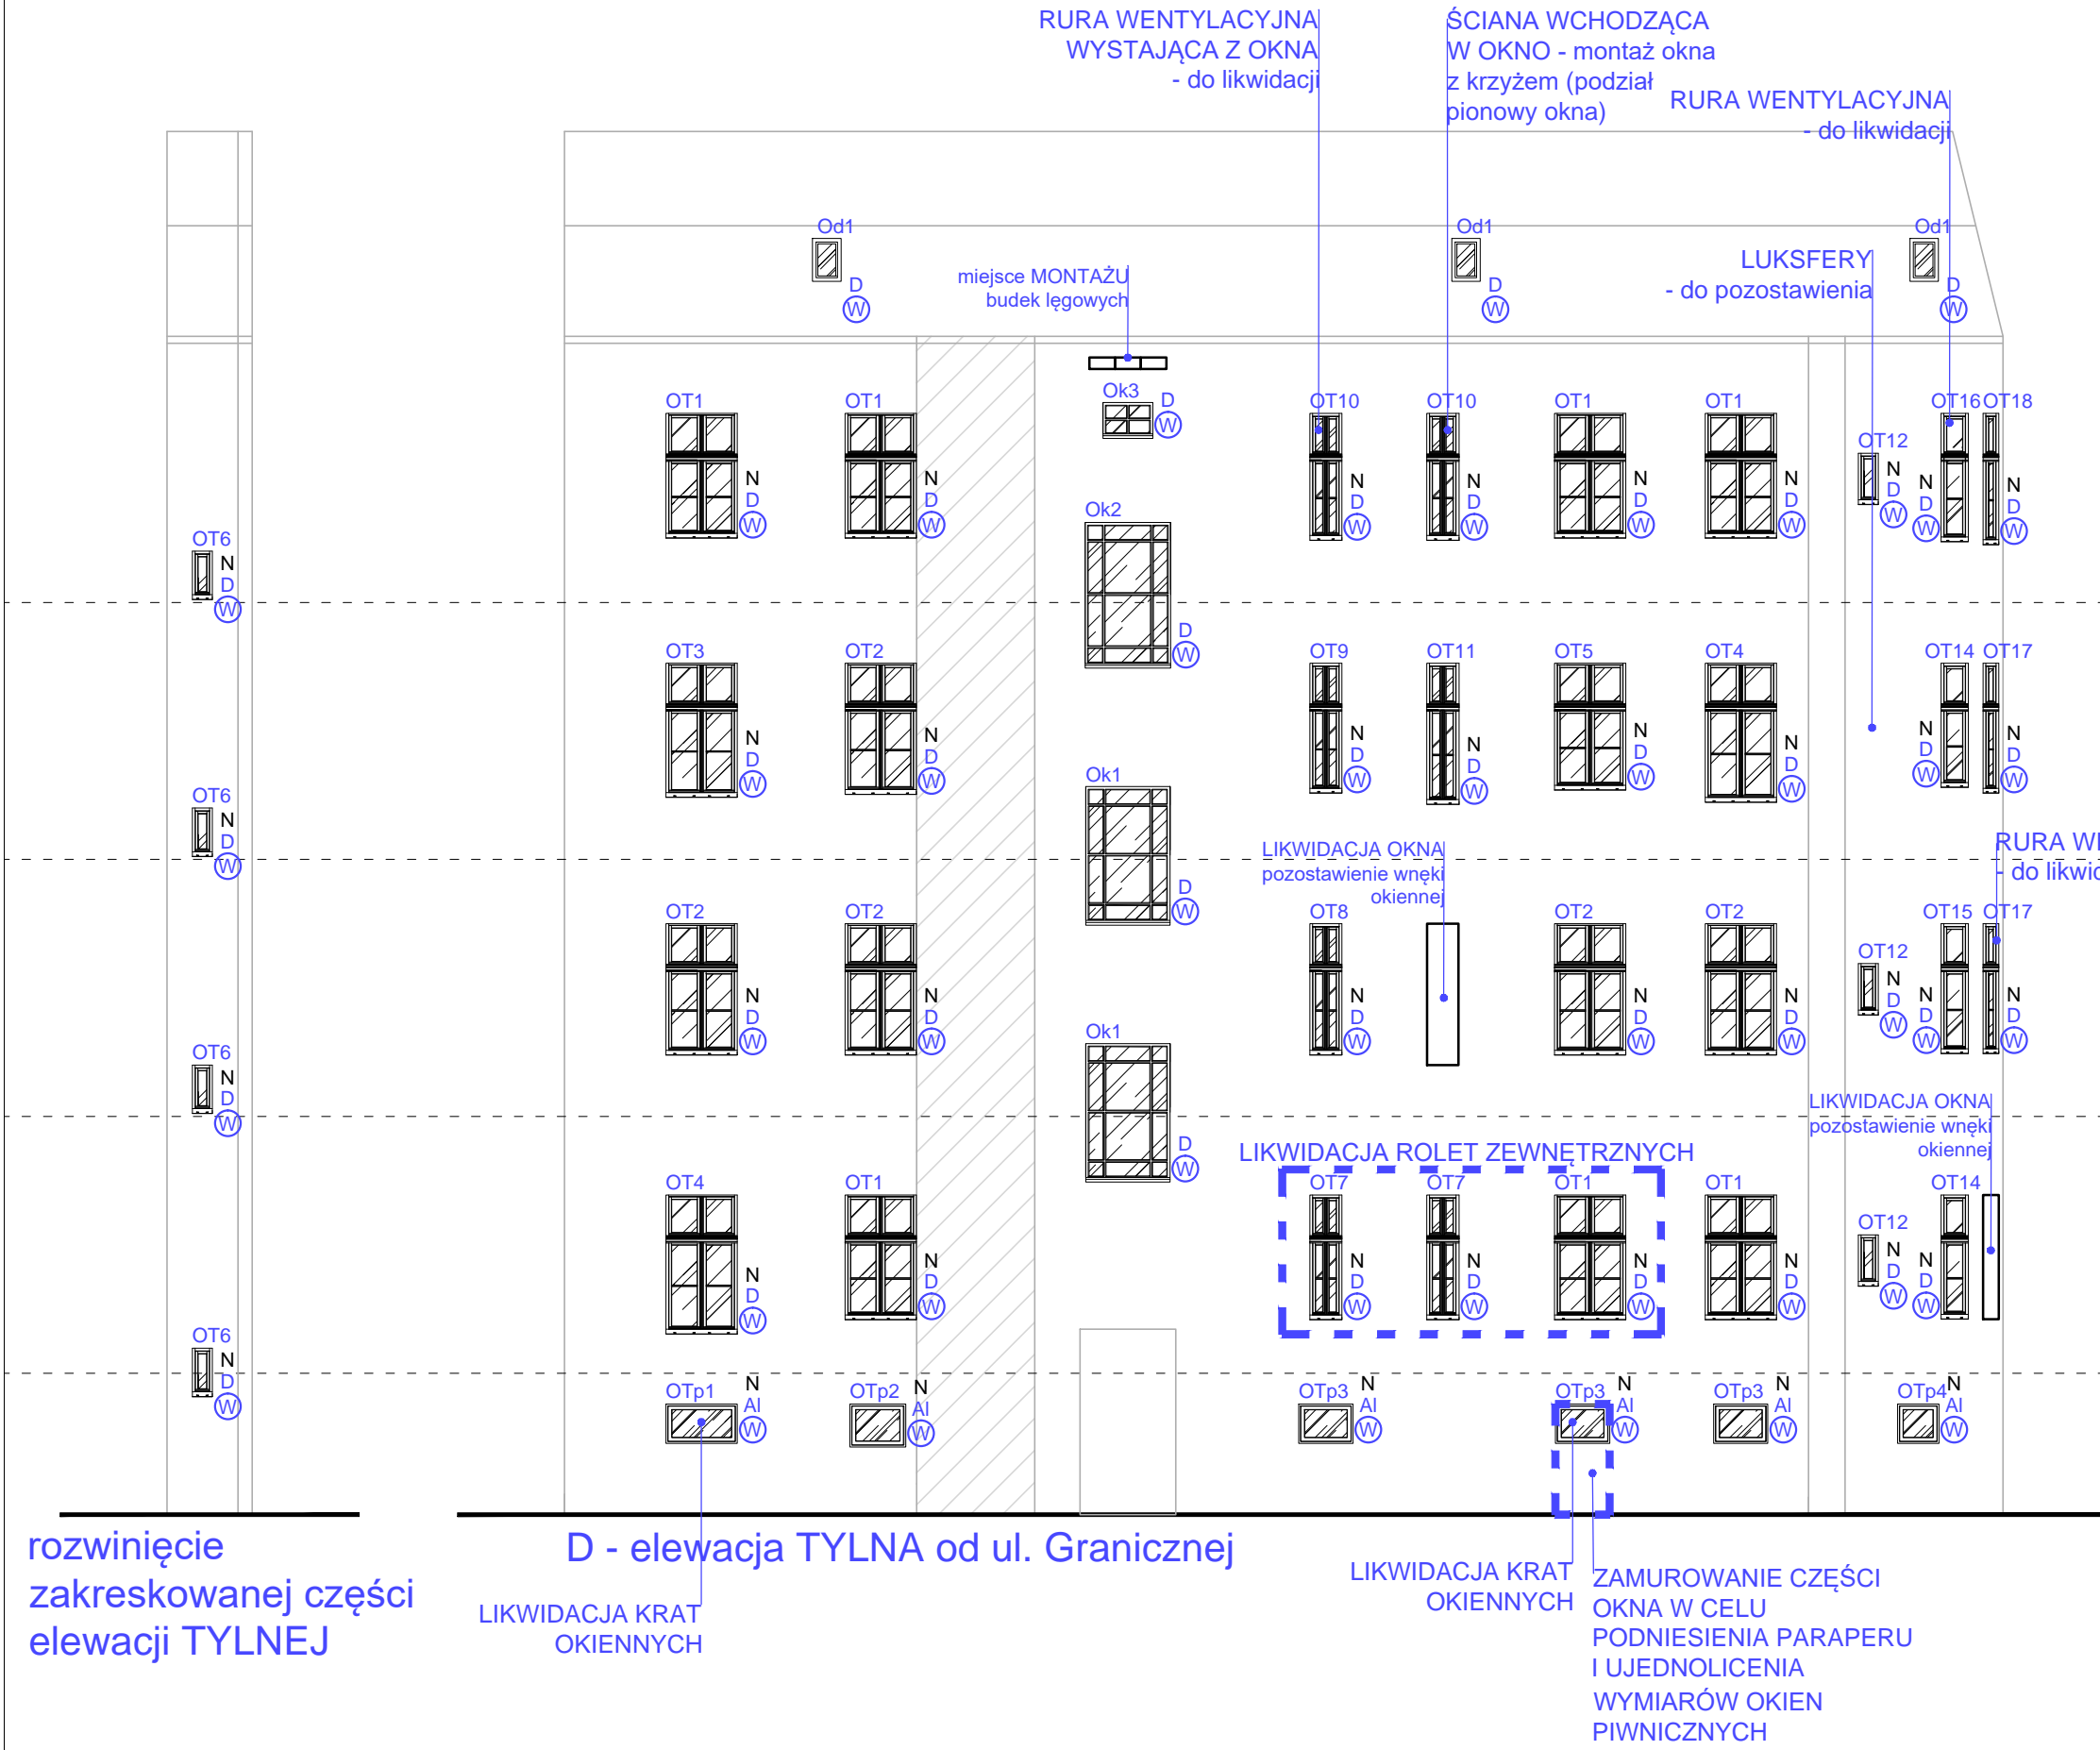 RURA WENTYLACYJNA
WYSTAJĄCA Z OKNA
- do likwidacji
ŚCIANA WCHODZĄCA
W OKNO - montaż okna
z krzyżem (podział
pionowy okna)
RURA WENTYLACYJNA
- do likwidacji
Od1
D
W
Od1
D
W
Od1
D
W
miejsce MONTAŻU
budek lęgowych
LUKSFERY
- do pozostawienia
OT1
N
D
W
OT1
N
D
W
Ok3
D
W
OT10
N
D
W
OT10
N
D
W
OT1
N
D
W
OT1
N
D
W
OT12
N
D
W
OT16
N
D
W
OT18
N
D
W
Ok2
D
W
OT6
N
D
W
OT3
N
D
W
OT2
N
D
W
OT9
N
D
W
OT11
N
D
W
OT5
N
D
W
OT4
N
D
W
OT14
N
D
W
OT17
N
D
W
Ok1
D
W
OT6
N
D
W
LIKWIDACJA OKNA
pozostawienie wnęki
okiennej
RURA WE
- do likwid
OT2
N
D
W
OT2
N
D
W
OT8
N
D
W
OT2
N
D
W
OT2
N
D
W
OT12
N
D
W
OT15
N
D
W
OT17
N
D
W
Ok1
D
W
OT6
N
D
W
LIKWIDACJA OKNA
pozostawienie wnęki
okiennej
LIKWIDACJA ROLET ZEWNĘTRZNYCH
OT4
N
D
W
OT1
N
D
W
OT7
N
D
W
OT7
N
D
W
OT1
N
D
W
OT1
N
D
W
OT12
N
D
W
OT14
N
D
W
OT6
N
D
W
OTp1
N
Al
W
OTp2
N
Al
W
OTp3
N
Al
W
OTp3
N
Al
W
OTp3
N
Al
W
OTp4
N
Al
W
rozwinięcie
zakreskowanej części
elewacji TYLNEJ
D - elewacja TYLNA od ul. Granicznej
LIKWIDACJA KRAT
OKIENNYCH
LIKWIDACJA KRAT
OKIENNYCH
ZAMUROWANIE CZĘŚCI
OKNA W CELU
PODNIESIENIA PARAPERU
I UJEDNOLICENIA
WYMIARÓW OKIEN
PIWNICZNYCH